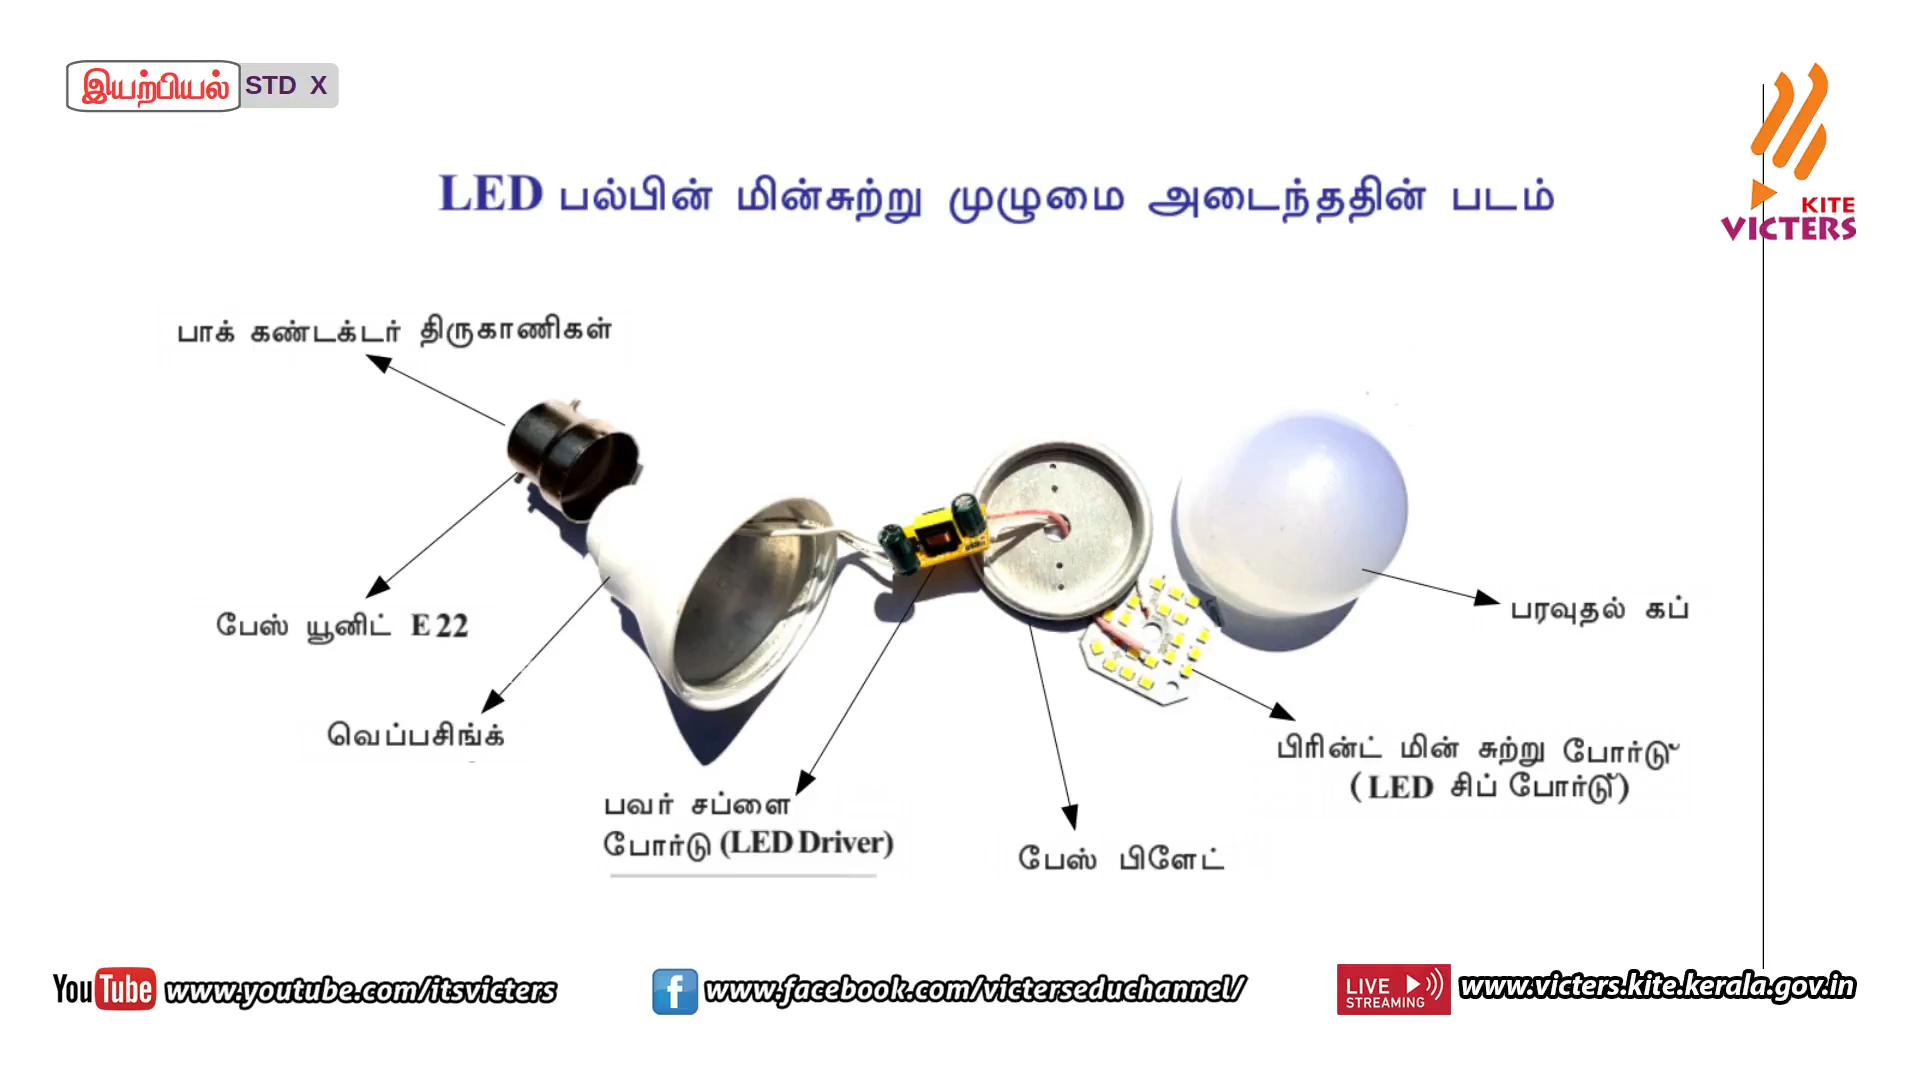 இயற்பியல் STD X
KITE
VICTERS
LED பல்பின் மின்சுற்று முழுமை அடைந்ததின் படம்
பாக் கண்டக்டர் திருகாணிகள்
பேஸ் யூனிட் E 22
வெப்பசிங்க்
பவர் சப்ளை
போர்டு (LED Driver)
பேஸ் பிளேட்
பரவுதல் கப்
பிரின்ட் மின் சுற்று போர்டு்
(LED சிப் போர்டு்)
YouTube www.youtube.com/itsvicters
f www.facebook.com/victerseduchannel/
LIVE STREAMING www.victers.kite.kerala.gov.in